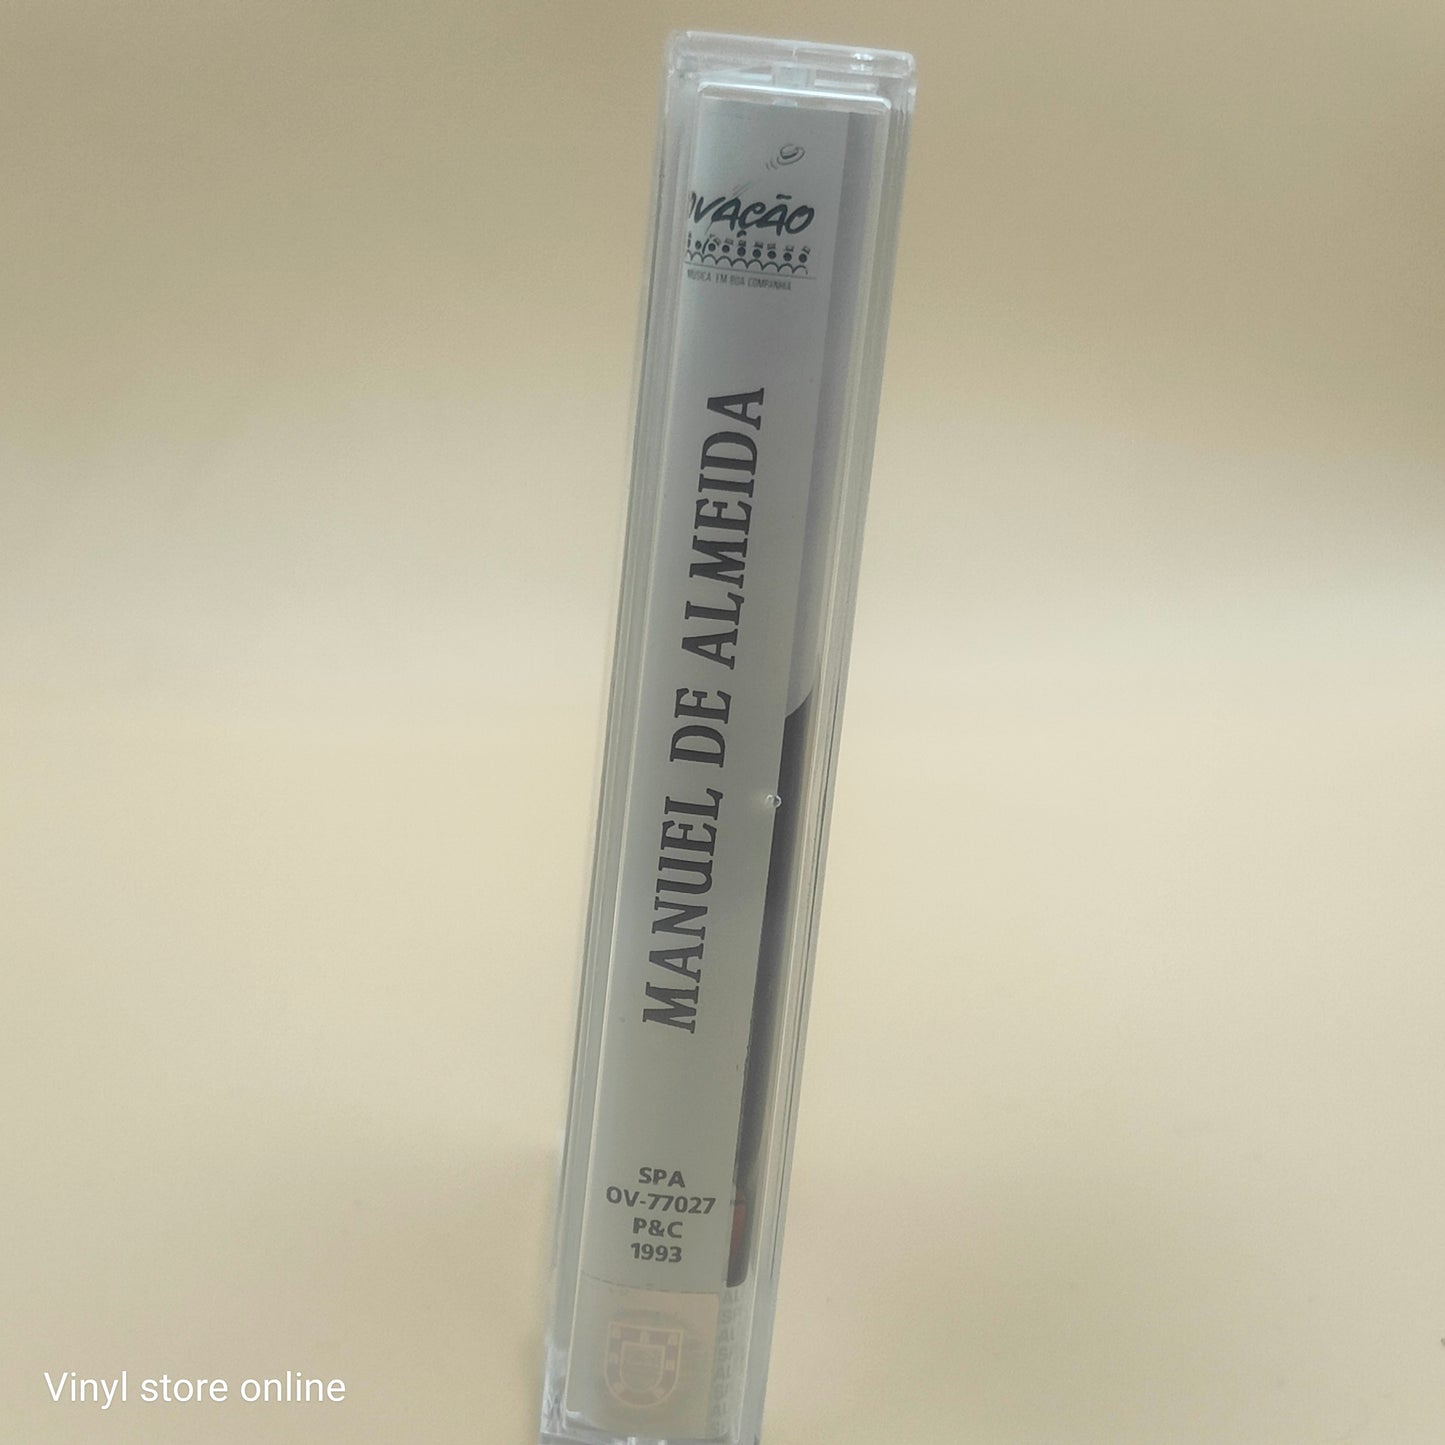 OVAÇÃO
MÚSICA EM BOA COMPANHIA
MANUEL DE ALMEIDA
SPA
OV-77027
P&C
1993
Vinyl store online